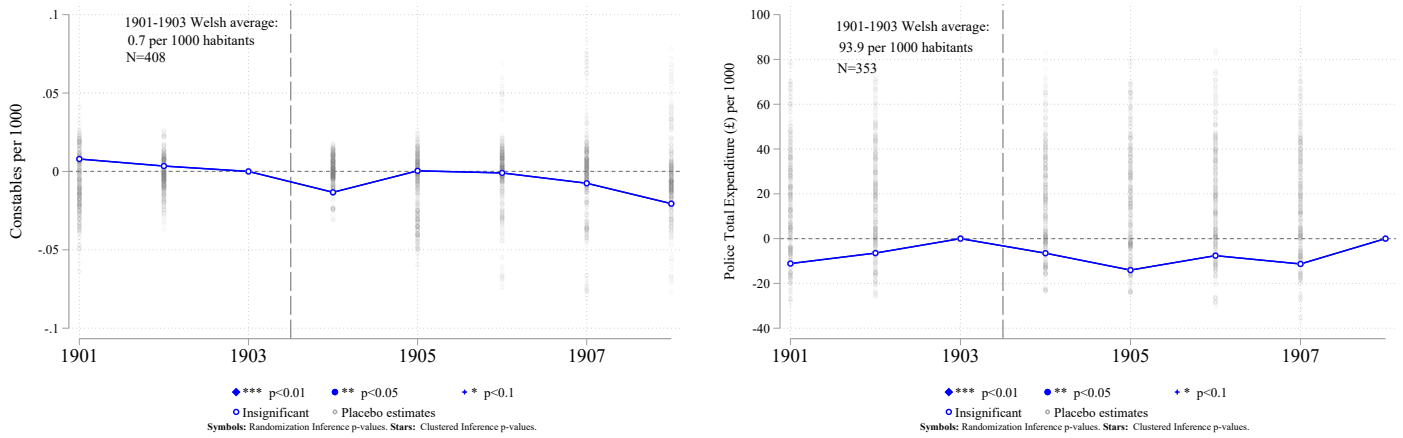 .1
.05
0
-.05
-.1
Constables per 1000
1901-1903 Welsh average:
0.7 per 1000 habitants
N=408
1901 1903 1905 1907
*** p<0.01 ** p<0.05 * p<0.1
Insignificant Placebo estimates
Symbols: Randomization Inference p-values. Stars: Clustered Inference p-values.
100
80
60
40
20
0
-20
-40
Police Total Expenditure (£) per 1000
1901-1903 Welsh average:
93.9 per 1000 habitants
N=353
1901 1903 1905 1907
*** p<0.01 ** p<0.05 * p<0.1
Insignificant Placebo estimates
Symbols: Randomization Inference p-values. Stars: Clustered Inference p-values.